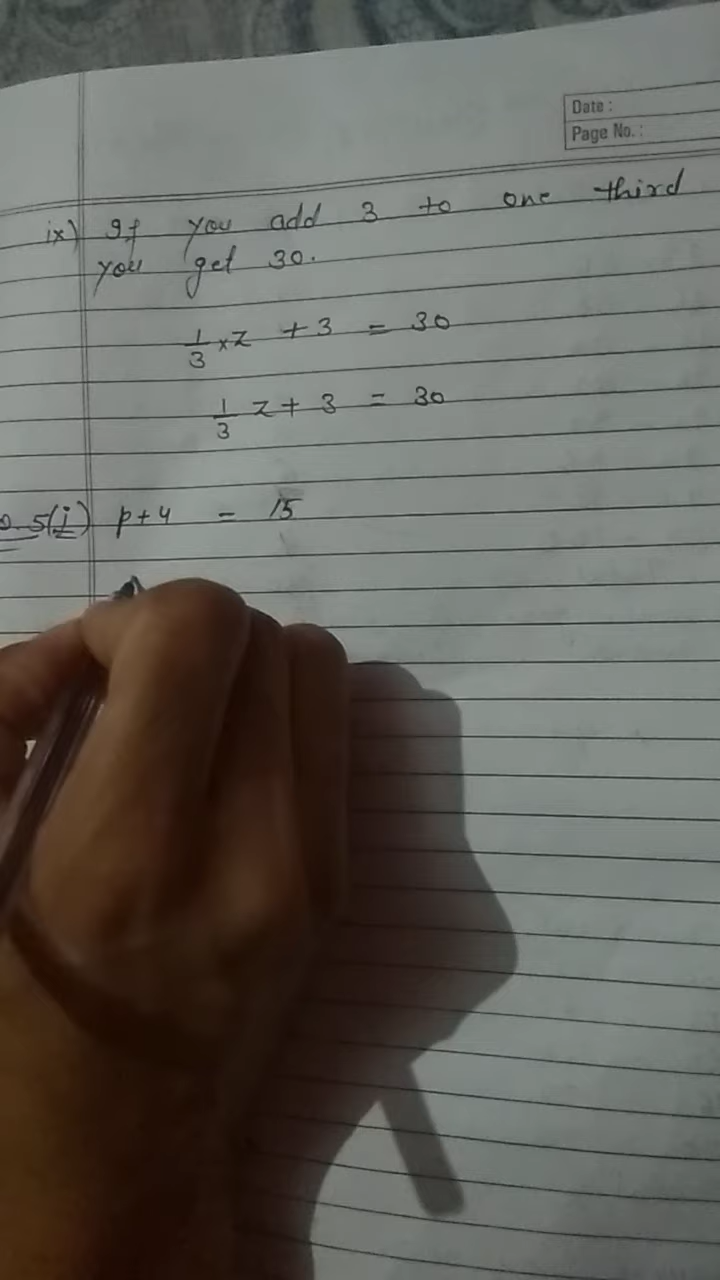 Date :
Page No. :
ix) If you add 3 to one third
you get 30.
1/3 × z + 3 = 30
1/3 z + 3 = 30
5(i) p + 4 = 15